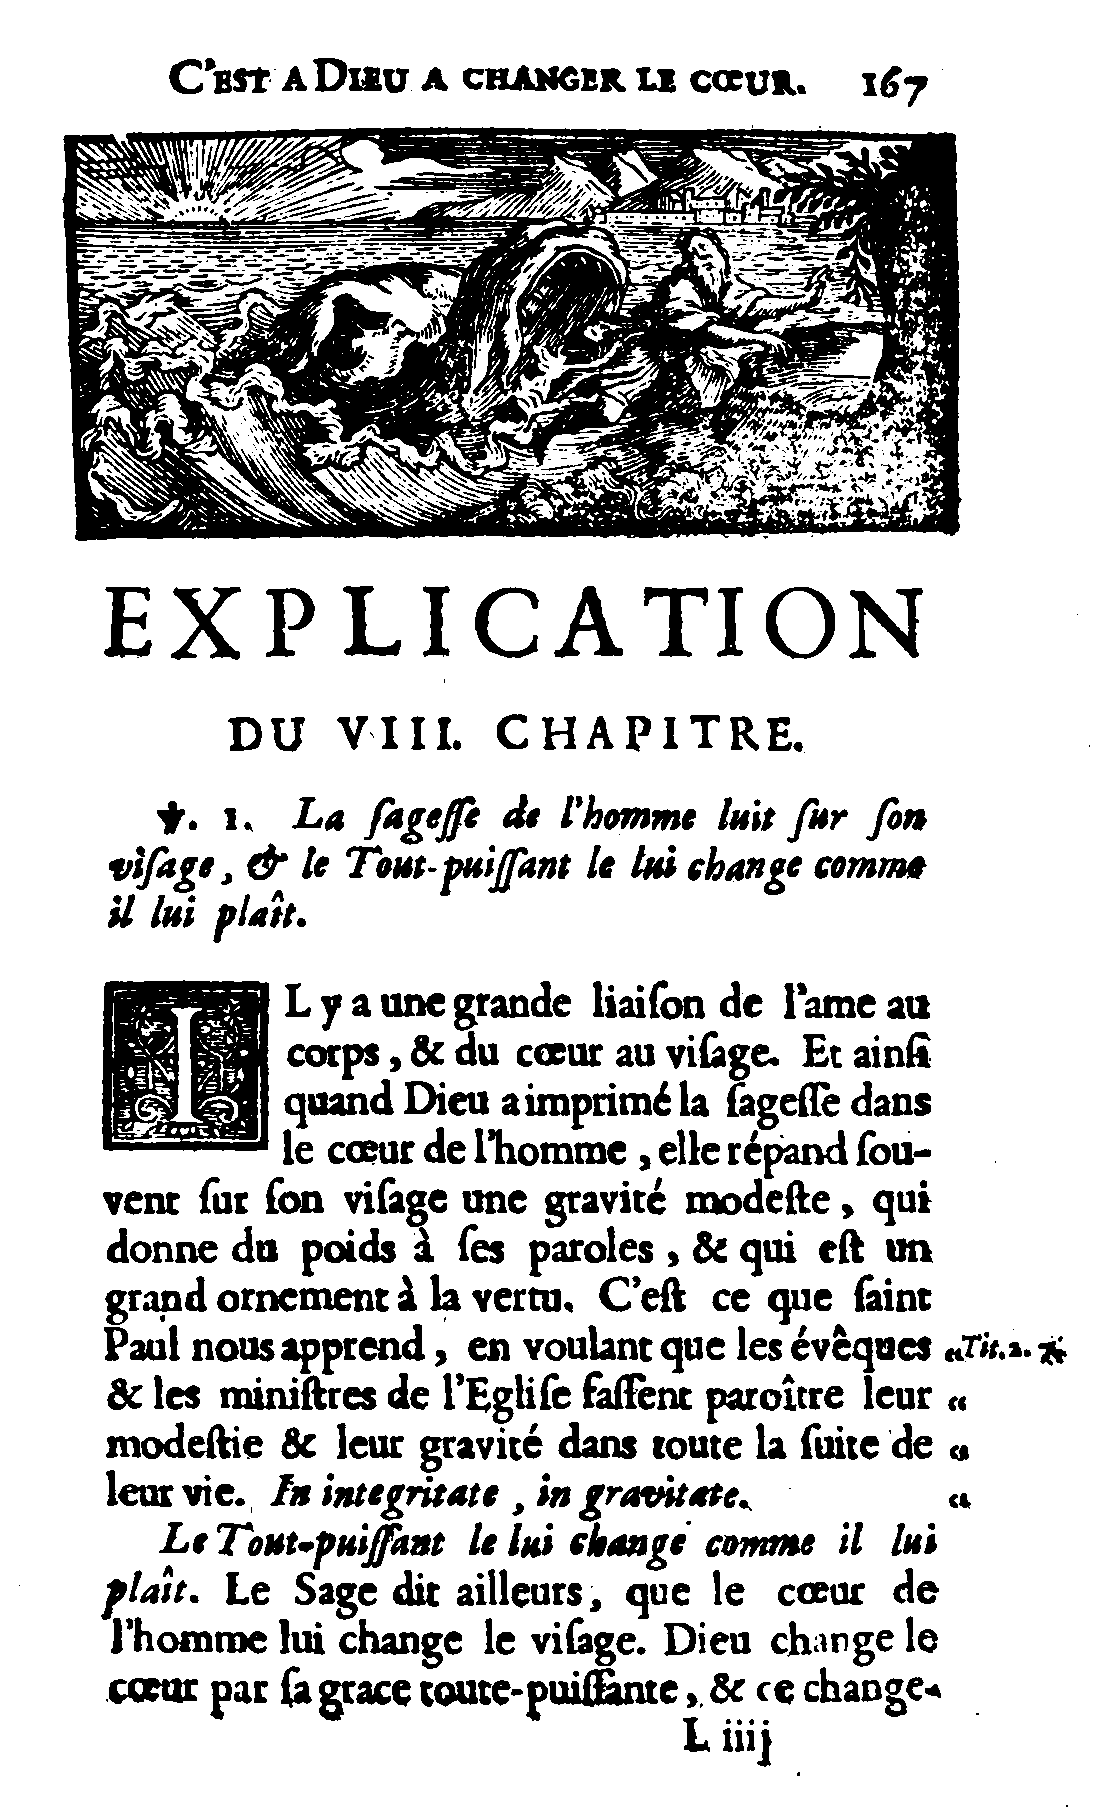 C'EST A DIEU A CHANGER LE CŒUR. 167
EXPLICATION
DU VIII. CHAPITRE.
℣. 1. La ſageſſe de l'homme luit ſur ſon
viſage, & le Tout-puiſſant le lui change comme
il lui plaît.
IL y a une grande liaiſon de l'ame au
corps, & du cœur au viſage. Et ainſi
quand Dieu a imprimé la ſageſſe dans
le cœur de l'homme, elle répand ſou-
vent ſur ſon viſage une gravité modeſte, qui
donne du poids à ſes paroles, & qui eſt un
grand ornement à la vertu. C'eſt ce que ſaint
Paul nous apprend, en voulant que les évêques “Tit. 2. 7.
& les miniſtres de l'Egliſe faſſent paroître leur “
modeſtie & leur gravité dans toute la ſuite de “
leur vie. In integritate, in gravitate. “
Le Tout-puiſſant le lui change comme il lui
plaît. Le Sage dit ailleurs, que le cœur de
l'homme lui change le viſage. Dieu change le
cœur par ſa grace toute-puiſſante, & ce change-
L iiij